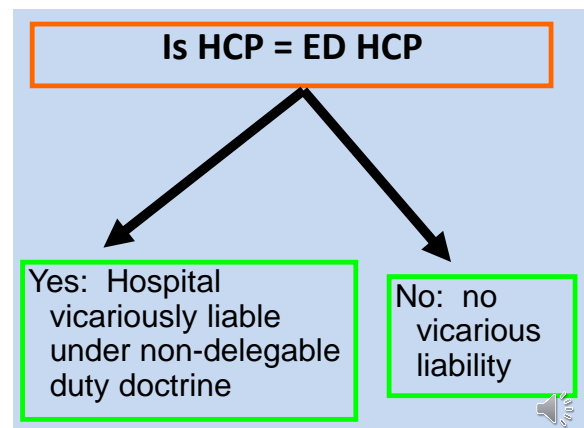 Is HCP = ED HCP
Yes: Hospital
vicariously liable
under non-delegable
duty doctrine
No: no
vicarious
liability